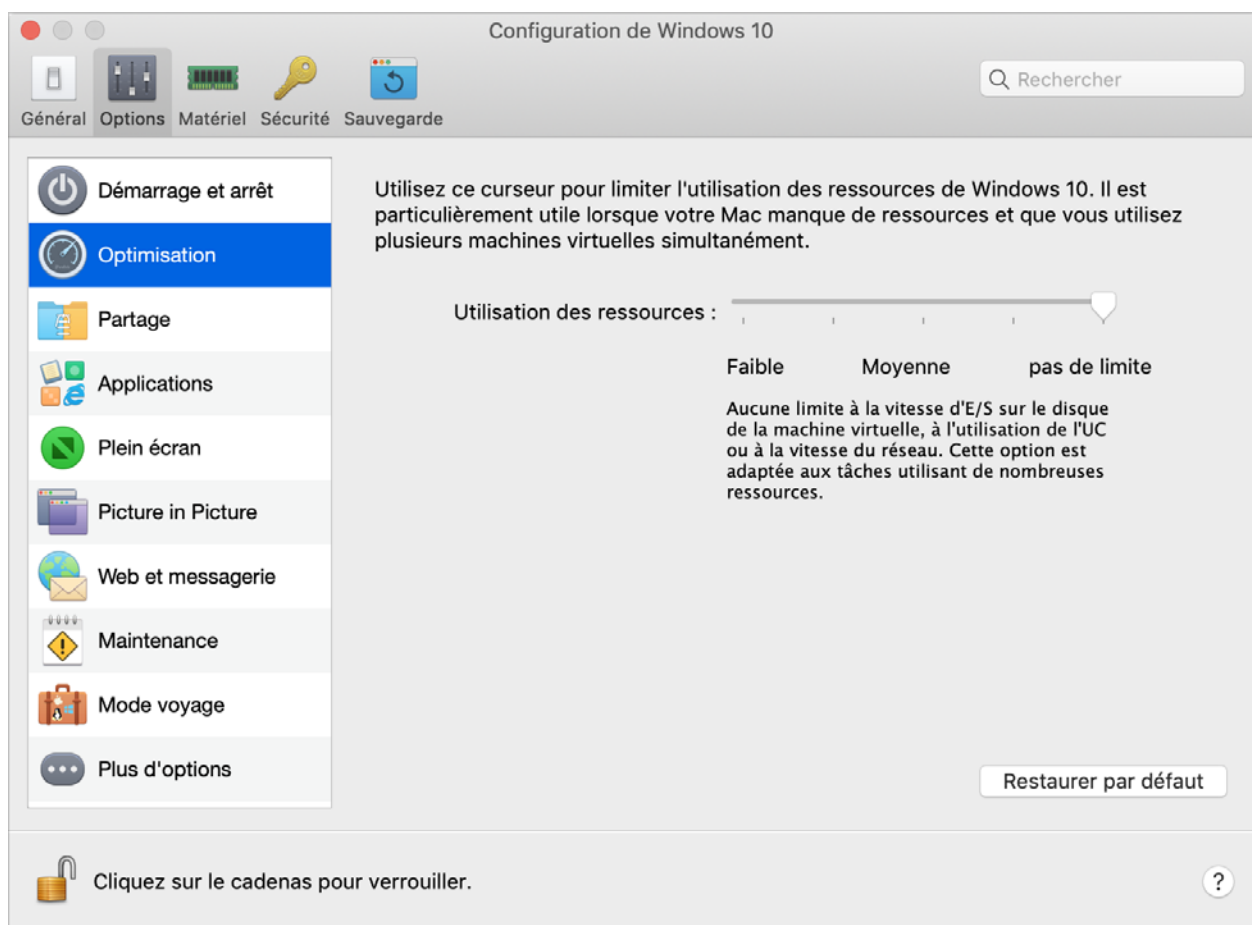 Configuration de Windows 10
Rechercher
Général Options Matériel Sécurité Sauvegarde
Démarrage et arrêt
Optimisation
Partage
Applications
Plein écran
Picture in Picture
Web et messagerie
Maintenance
Mode voyage
Plus d'options
Utilisez ce curseur pour limiter l'utilisation des ressources de Windows 10. Il est
particulièrement utile lorsque votre Mac manque de ressources et que vous utilisez
plusieurs machines virtuelles simultanément.
Utilisation des ressources :
Faible Moyenne pas de limite
Aucune limite à la vitesse d'E/S sur le disque
de la machine virtuelle, à l'utilisation de l'UC
ou à la vitesse du réseau. Cette option est
adaptée aux tâches utilisant de nombreuses
ressources.
Restaurer par défaut
Cliquez sur le cadenas pour verrouiller.
?